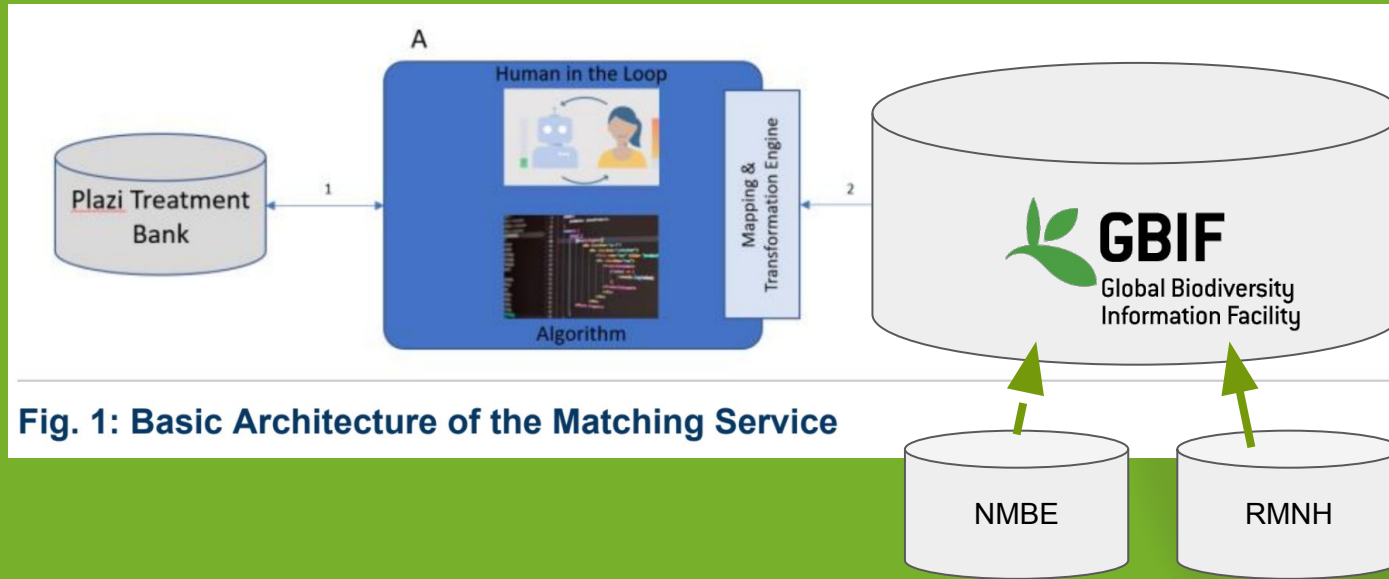 A
Human in the Loop
Plazi Treatment
Bank
1
Mapping &
Transformation Engine
2
Algorithm
GBIF
Global Biodiversity
Information Facility
Fig. 1: Basic Architecture of the Matching Service
NMBE
RMNH